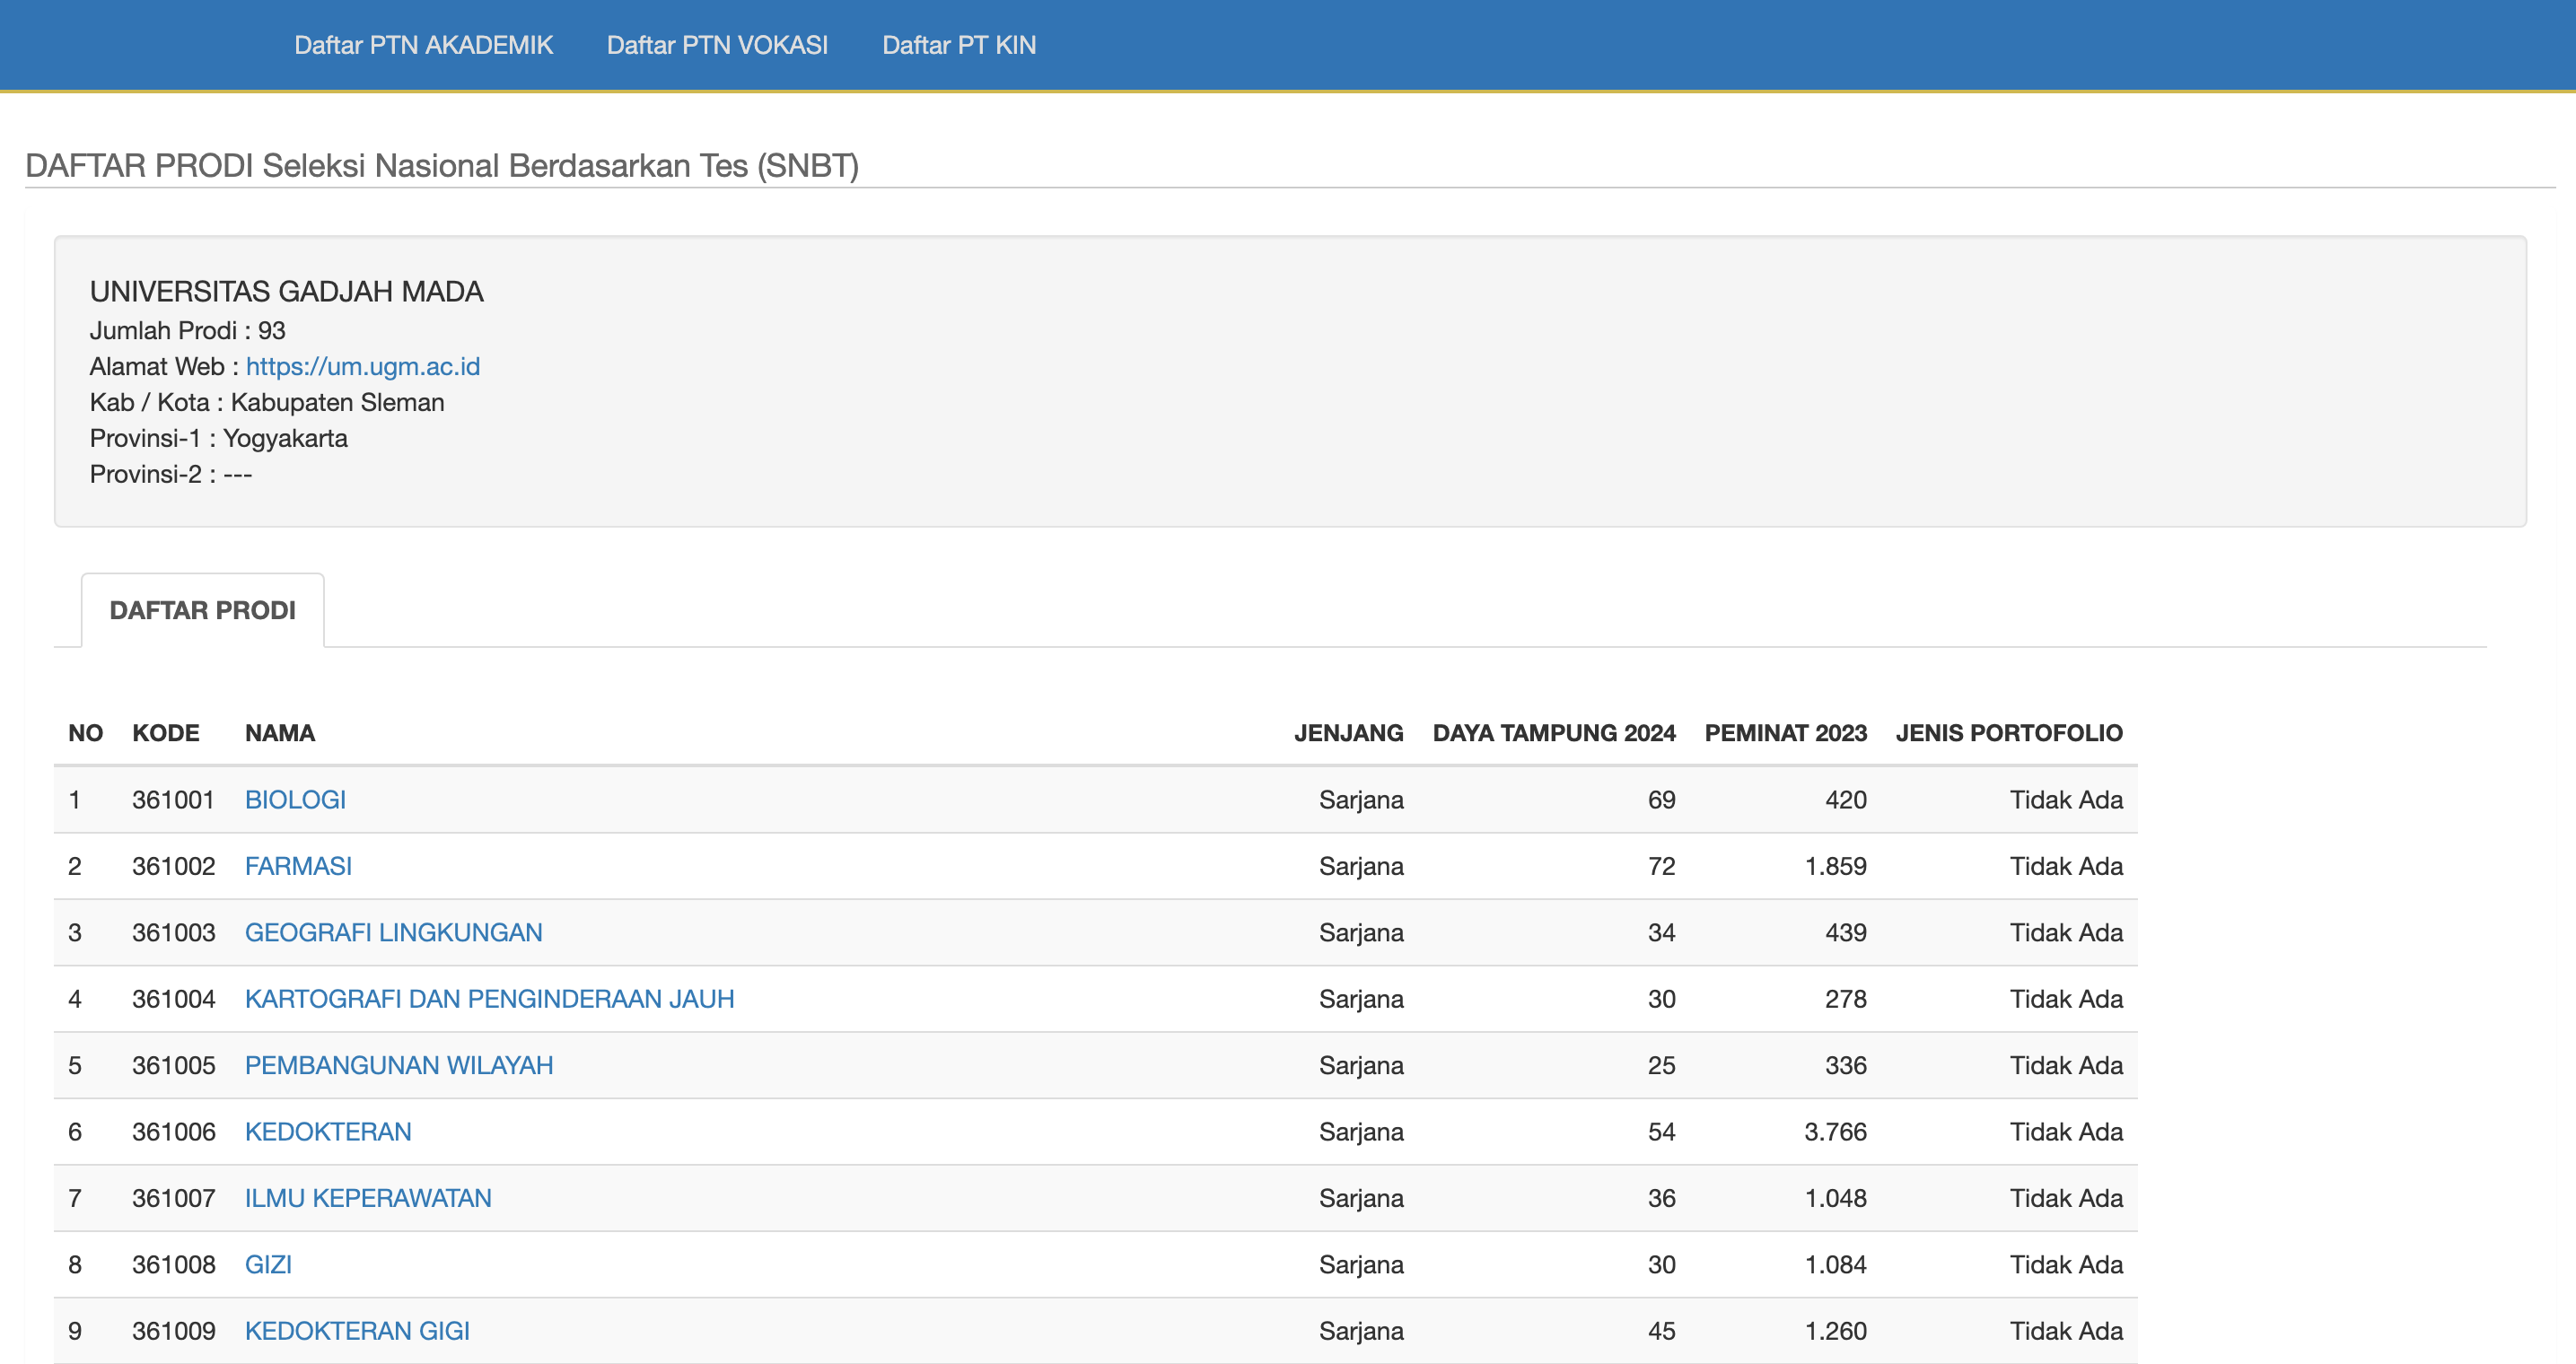 Daftar PTN AKADEMIK Daftar PTN VOKASI Daftar PT KIN
DAFTAR PRODI Seleksi Nasional Berdasarkan Tes (SNBT)
UNIVERSITAS GADJAH MADA
Jumlah Prodi : 93
Alamat Web : https://um.ugm.ac.id
Kab / Kota : Kabupaten Sleman
Provinsi-1 : Yogyakarta
Provinsi-2 : ---
DAFTAR PRODI
NO KODE NAMA JENJANG DAYA TAMPUNG 2024 PEMINAT 2023 JENIS PORTOFOLIO
1 361001 BIOLOGI Sarjana 69 420 Tidak Ada
2 361002 FARMASI Sarjana 72 1.859 Tidak Ada
3 361003 GEOGRAFI LINGKUNGAN Sarjana 34 439 Tidak Ada
4 361004 KARTOGRAFI DAN PENGINDERAAN JAUH Sarjana 30 278 Tidak Ada
5 361005 PEMBANGUNAN WILAYAH Sarjana 25 336 Tidak Ada
6 361006 KEDOKTERAN Sarjana 54 3.766 Tidak Ada
7 361007 ILMU KEPERAWATAN Sarjana 36 1.048 Tidak Ada
8 361008 GIZI Sarjana 30 1.084 Tidak Ada
9 361009 KEDOKTERAN GIGI Sarjana 45 1.260 Tidak Ada